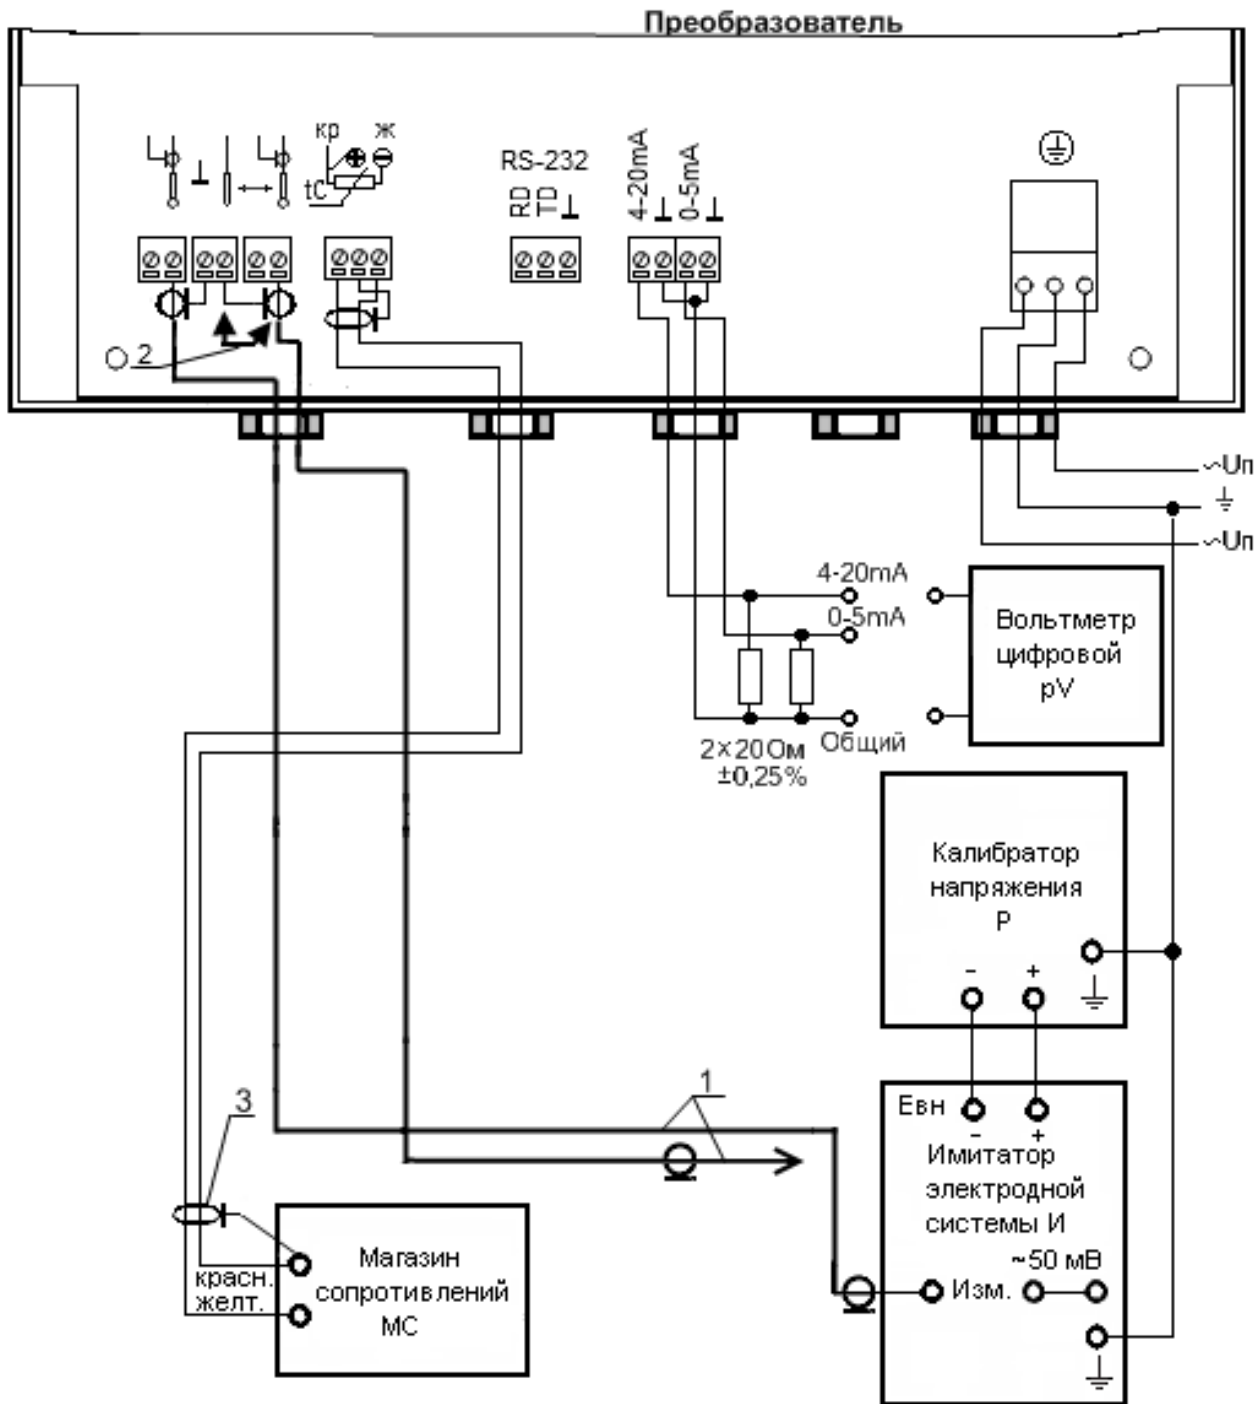 Преобразователь
кр
ж
tC
RS-232
RD
TD
4-20mA
0-5mA
2
~Uп
~Uп
4-20mA
0-5mA
Общий
2×20Ом
±0,25%
Вольтметр
цифровой
pV
Калибратор
напряжения
Р
- +
Евн
- +
Имитатор
электродной
системы И
~50 мВ
Изм.
1
3
красн.
желт.
Магазин
сопротивлений
МС